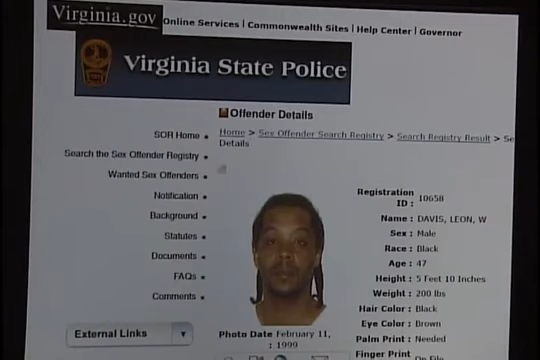 Virginia.gov Online Services | Commonwealth Sites | Help Center | Governor
Virginia State Police
Offender Details
Home > Sex Offender Search Registry > Search Registry Result > Se
Details
SOR Home
Search the Sex Offender Registry
Wanted Sex Offenders
Notification
Background
Statutes
Documents
FAQs
Comments
External Links
Registration
ID : 10658
Name : DAVIS, LEON, W
Sex : Male
Race : Black
Age : 47
Height : 5 Feet 10 Inches
Weight : 200 lbs
Hair Color : Black
Eye Color : Brown
Palm Print : Needed
Finger Print On File
Photo Date February 11,
: 1999